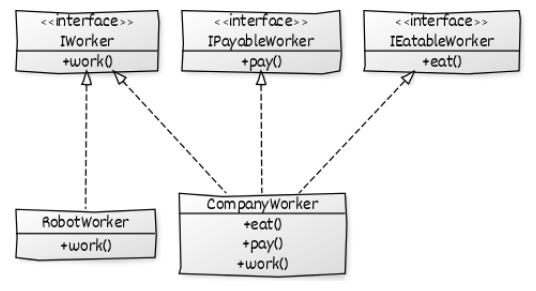 <<interface>>
IWorker
+work()
<<interface>>
IPayableWorker
+pay()
<<interface>>
IEatableWorker
+eat()
RobotWorker
+work()
CompanyWorker
+eat()
+pay()
+work()